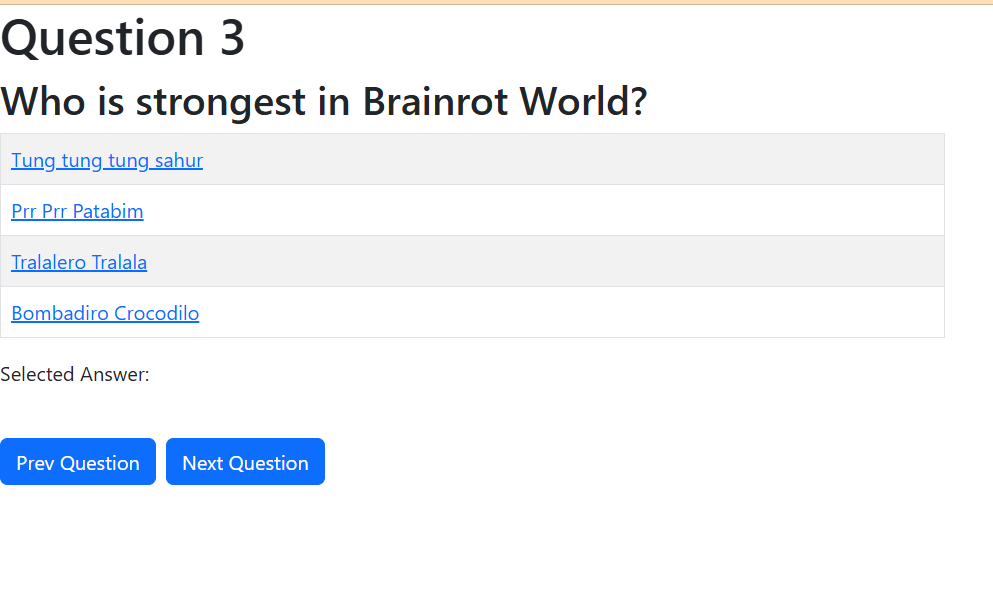 Question 3
Who is strongest in Brainrot World?
Tung tung tung sahur
Prr Prr Patabim
Tralalero Tralala
Bombadiro Crocodilo
Selected Answer:
Prev Question Next Question